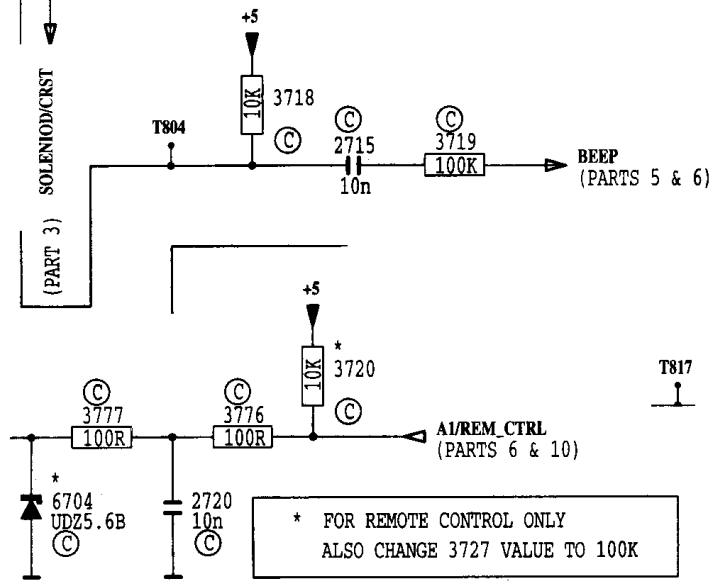 +5
SOLENIOD/CRST
(PART 3)
10K
3718
C
T804
C
2715
10n
C
3719
100K
BEEP
(PARTS 5 & 6)
+5
*
10K
3720
C
T817
C
3777
100R
C
3776
100R
A1/REM_CTRL
(PARTS 6 & 10)
*
6704
UDZ5.6B
C
2720
10n
C
* FOR REMOTE CONTROL ONLY
ALSO CHANGE 3727 VALUE TO 100K